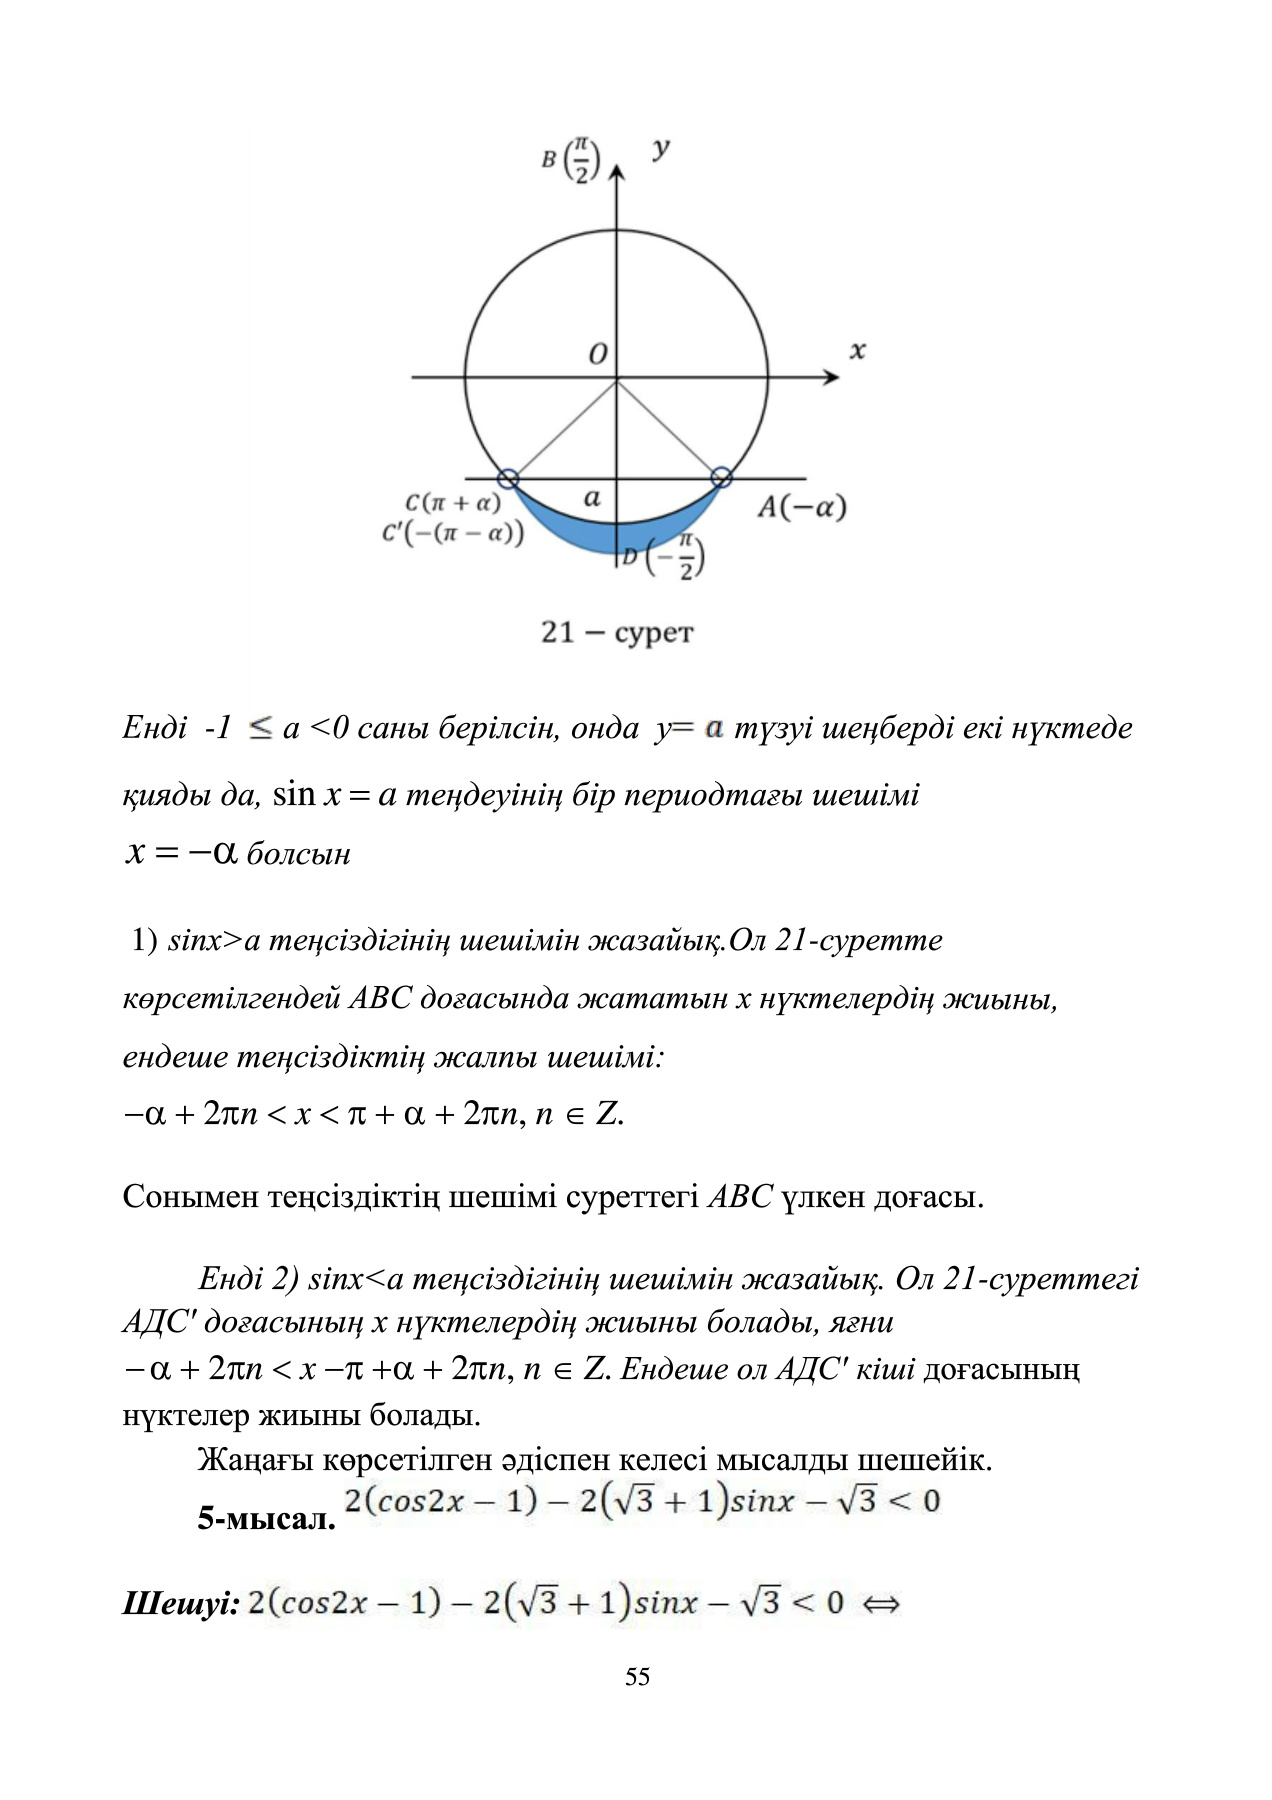 B(π/2) y
O x
a
C(π + α) A(−α)
C′(−(π − α))
D(−π/2)
21 − сурет
Енді -1 ≤ a <0 саны берілсін, онда y= a түзуі шеңберді екі нүктеде
қияды да, sin x = a теңдеуінің бір периодтағы шешімі
x = −α болсын
1) sinx>a теңсіздігінің шешімін жазайық.Ол 21-суретте
көрсетілгендей ABC доғасында жататын x нүктелердің жиыны,
ендеше теңсіздіктің жалпы шешімі:
−α + 2πn < x < π + α + 2πn, n ∈ Z.
Сонымен теңсіздіктің шешімі суреттегі ABC үлкен доғасы.
Енді 2) sinx<a теңсіздігінің шешімін жазайық. Ол 21-суреттегі
АДС' доғасының x нүктелердің жиыны болады, яғни
−α + 2πn < x −π +α + 2πn, n ∈ Z. Ендеше ол АДС' кіші доғасының
нүктелер жиыны болады.
Жаңағы көрсетілген әдіспен келесі мысалды шешейік.
5-мысал. 2(cos2x − 1) − 2(√3 + 1)sinx − √3 < 0
Шешуі: 2(cos2x − 1) − 2(√3 + 1)sinx − √3 < 0 ⇔
55